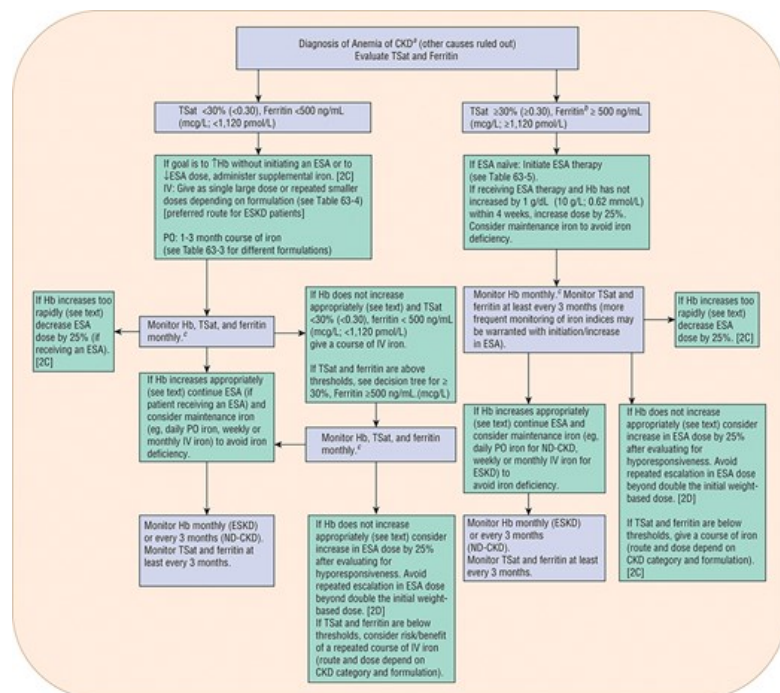 Diagnosis of Anemia of CKDᵃ (other causes ruled out)
Evaluate TSat and Ferritin
TSat <30% (<0.30), Ferritin <500 ng/mL
(mcg/L; <1,120 pmol/L)
If goal is to ↑Hb without initiating an ESA or to
↓ESA dose, administer supplemental iron. [2C]
IV: Give as single large dose or repeated smaller
doses depending on formulation (see Table 63-4)
[preferred route for ESKD patients]
PO: 1-3 month course of iron
(see Table 63-3 for different formulations)
If Hb increases too
rapidly (see text)
decrease ESA
dose by 25% (if
receiving an ESA).
[2C]
Monitor Hb, TSat, and ferritin
monthly.ᶜ
If Hb does not increase
appropriately (see text) and TSat
<30% (<0.30), ferritin < 500 ng/mL
(mcg/L; <1,120 pmol/L)
give a course of IV iron.
If TSat and ferritin are above
thresholds, see decision tree for ≥
30%, Ferritin ≥500 ng/mL.(mcg/L)
If Hb increases appropriately
(see text) continue ESA (if
patient receiving an ESA) and
consider maintenance iron
(eg, daily PO iron, weekly or
monthly IV iron) to avoid iron
deficiency.
Monitor Hb, TSat, and ferritin
monthly.ᶜ
Monitor Hb monthly (ESKD)
or every 3 months (ND-CKD).
Monitor TSat and ferritin at
least every 3 months.
If Hb does not increase
appropriately (see text) consider
increase in ESA dose by 25%
after evaluating for
hyporesponsiveness. Avoid
repeated escalation in ESA dose
beyond double the initial weight-
based dose. [2D]
If TSat and ferritin are below
thresholds, consider risk/benefit
of a repeated course of IV iron
(route and dose depend on
CKD category and formulation).
TSat ≥30% (≥0.30), Ferritinᵇ ≥ 500 ng/mL
(mcg/L; ≥1,120 pmol/L)
If ESA naïve: Initiate ESA therapy
(see Table 63-5).
If receiving ESA therapy and Hb has not
increased by 1 g/dL (10 g/L; 0.62 mmol/L)
within 4 weeks, increase dose by 25%.
Consider maintenance iron to avoid iron
deficiency.
Monitor Hb monthly.ᶜ Monitor TSat and
ferritin at least every 3 months (more
frequent monitoring of iron indices may
be warranted with initiation/increase
in ESA).
If Hb increases too
rapidly (see text)
decrease ESA
dose by 25%. [2C]
If Hb increases appropriately
(see text) continue ESA and
consider maintenance iron (eg,
daily PO iron for ND-CKD,
weekly or monthly IV iron for
ESKD) to
avoid iron deficiency.
If Hb does not increase
appropriately (see text) consider
increase in ESA dose by 25%
after evaluating for
hyporesponsiveness. Avoid
repeated escalation in ESA dose
beyond double the initial weight-
based dose. [2D]
If TSat and ferritin are below
thresholds, give a course of iron
(route and dose depend on
CKD category and formulation).
[2C]
Monitor Hb monthly (ESKD)
or every 3 months
(ND-CKD).
Monitor TSat and ferritin at least
every 3 months.